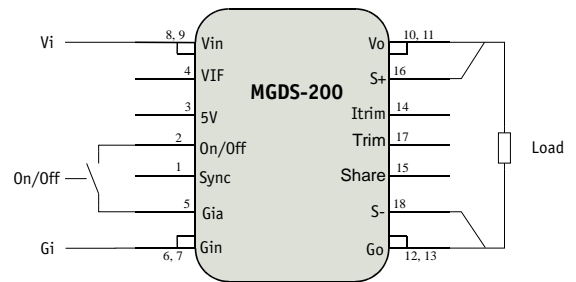 Vi 8, 9 Vin Vo 10, 11
4 VIF S+ 16
MGDS-200
3 5V Itrim 14
2 On/Off Trim 17
Load
On/Off 1 Sync Share 15
5 Gia S- 18
Gi 6, 7 Gin Go 12, 13